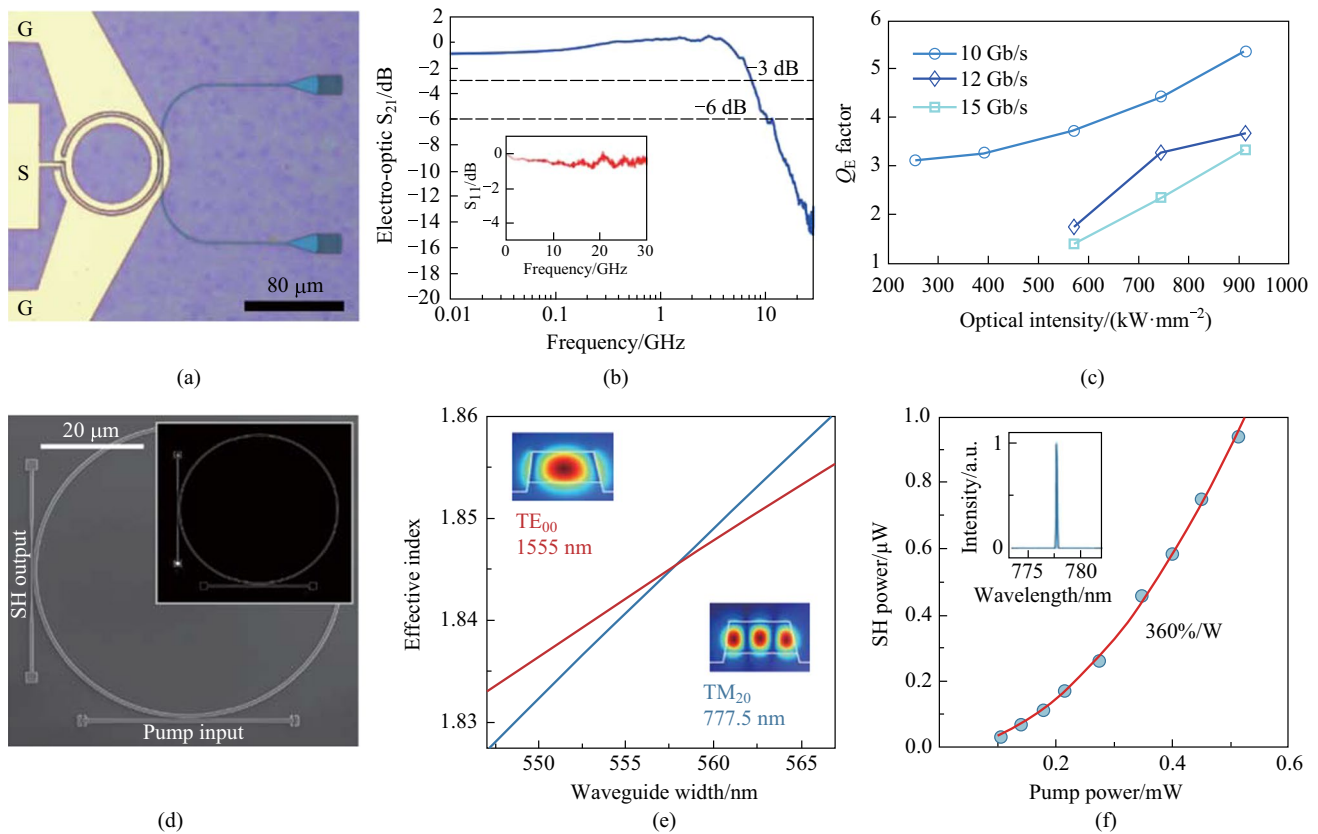 G
S
G
80 μm
(a)
Electro-optic S21/dB
2
0
−2
−4
−6
−8
−10
−12
−14
−16
−18
−20
−3 dB
−6 dB
S11/dB
0
−2
−4
0 10 20 30
Frequency/GHz
0.01 0.1 1 10
Frequency/GHz
(b)
QE factor
6
5
4
3
2
1
10 Gb/s
12 Gb/s
15 Gb/s
200 300 400 500 600 700 800 900 1000
Optical intensity/(kW·mm−2)
(c)
20 μm
SH output
Pump input
(d)
Effective index
1.86
1.85
1.84
1.83
TE00
1555 nm
TM20
777.5 nm
550 555 560 565
Waveguide width/nm
(e)
SH power/μW
1.0
0.8
0.6
0.4
0.2
0.0
Intensity/a.u.
1
0
775 780
Wavelength/nm
360%/W
0.2 0.4 0.6
Pump power/mW
(f)